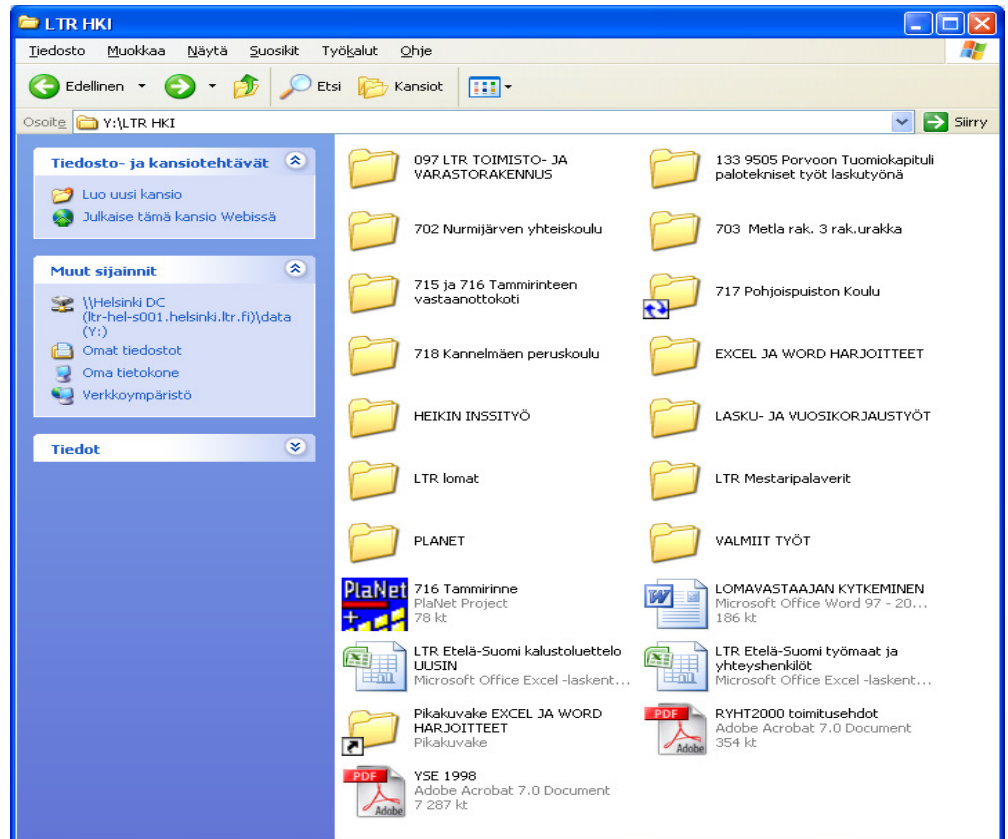 LTR HKI
Tiedosto Muokkaa Näytä Suosikit Työkalut Ohje
Edellinen Etsi Kansiot
Osoite Y:\LTR HKI Siirry
Tiedosto- ja kansiotehtävät
Luo uusi kansio
Julkaise tämä kansio Webissä
Muut sijainnit
\\Helsinki DC
(ltr-hel-s001.helsinki.ltr.fi)\data
(Y:)
Omat tiedostot
Oma tietokone
Verkkoympäristö
Tiedot
097 LTR TOIMISTO- JA
VARASTORAKENNUS
133 9505 Porvoon Tuomiokapituli
palotekniset työt laskutyönä
702 Nurmijärven yhteiskoulu
703 Metla rak. 3 rak.urakka
715 ja 716 Tammirinteen
vastaanottokoti
717 Pohjoispuiston Koulu
718 Kannelmäen peruskoulu
EXCEL JA WORD HARJOITTEET
HEIKIN INSSITYÖ
LASKU- JA VUOSIKORJAUSTYÖT
LTR lomat
LTR Mestaripalaverit
PLANET
VALMIIT TYÖT
PlaNet
716 Tammirinne
PlaNet Project
78 kt
LOMAVASTAAJAN KYTKEMINEN
Microsoft Office Word 97 - 20...
186 kt
LTR Etelä-Suomi kalustoluettelo
UUSIN
Microsoft Office Excel -laskent...
LTR Etelä-Suomi työmaat ja
yhteyshenkilöt
Microsoft Office Excel -laskent...
Pikakuvake EXCEL JA WORD
HARJOITTEET
Pikakuvake
PDF
Adobe
RYHT2000 toimitusehdot
Adobe Acrobat 7.0 Document
354 kt
PDF
Adobe
YSE 1998
Adobe Acrobat 7.0 Document
7 287 kt